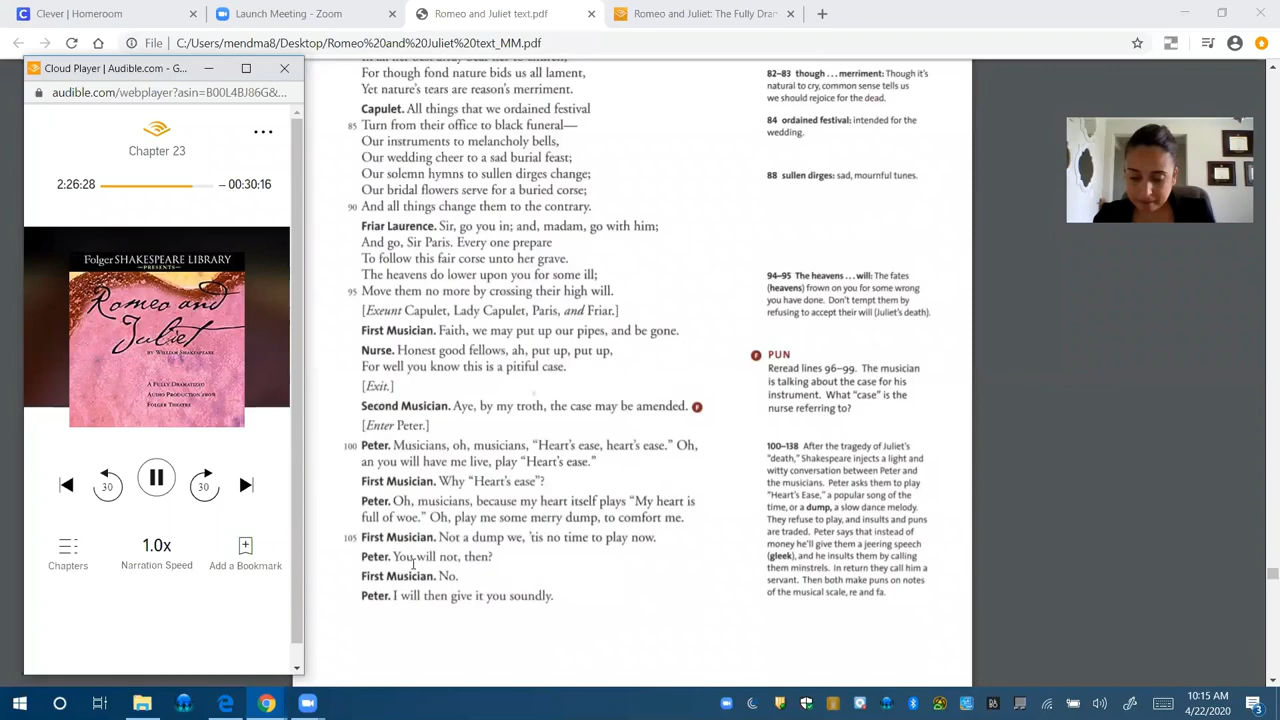 Clever | Homeroom
Launch Meeting - Zoom
Romeo and Juliet text.pdf
Romeo and Juliet: The Fully Dra
File | C:/Users/mendma8/Desktop/Romeo%20and%20Juliet%20text_MM.pdf
Cloud Player | Audible.com - G...
audible.com/webplayer?asin=B00L4BJ86G&...
Chapter 23
2:26:28
– 00:30:16
Folger SHAKESPEARE LIBRARY
PRESENTS
Romeo and
Juliet
BY WILLIAM SHAKESPEARE
A FULLY DRAMATIZED
AUDIO PRODUCTION FROM
FOLGER THEATRE
30
30
1.0x
Chapters
Narration Speed
Add a Bookmark
For though fond nature bids us all lament,
Yet nature's tears are reason's merriment.
Capulet. All things that we ordained festival
85 Turn from their office to black funeral—
Our instruments to melancholy bells,
Our wedding cheer to a sad burial feast;
Our solemn hymns to sullen dirges change;
Our bridal flowers serve for a buried corse;
90 And all things change them to the contrary.
Friar Laurence. Sir, go you in; and, madam, go with him;
And go, Sir Paris. Every one prepare
To follow this fair corse unto her grave.
The heavens do lower upon you for some ill;
95 Move them no more by crossing their high will.
[Exeunt Capulet, Lady Capulet, Paris, and Friar.]
First Musician. Faith, we may put up our pipes, and be gone.
Nurse. Honest good fellows, ah, put up, put up,
For well you know this is a pitiful case.
[Exit.]
Second Musician. Aye, by my troth, the case may be amended. F
[Enter Peter.]
100 Peter. Musicians, oh, musicians, “Heart's ease, heart's ease.” Oh,
an you will have me live, play “Heart's ease.”
First Musician. Why “Heart's ease”?
Peter. Oh, musicians, because my heart itself plays “My heart is
full of woe.” Oh, play me some merry dump, to comfort me.
105 First Musician. Not a dump we, 'tis no time to play now.
Peter. You will not, then?
First Musician. No.
Peter. I will then give it you soundly.
82–83 though . . . merriment: Though it's
natural to cry, common sense tells us
we should rejoice for the dead.
84 ordained festival: intended for the
wedding.
88 sullen dirges: sad, mournful tunes.
94–95 The heavens . . . will: The fates
(heavens) frown on you for some wrong
you have done. Don't tempt them by
refusing to accept their will (Juliet's death).
F PUN
Reread lines 96–99. The musician
is talking about the case for his
instrument. What “case” is the
nurse referring to?
100–138 After the tragedy of Juliet's
“death,” Shakespeare injects a light and
witty conversation between Peter and
the musicians. Peter asks them to play
“Heart's Ease,” a popular song of the
time, or a dump, a slow dance melody.
They refuse to play, and insults and puns
are traded. Peter says that instead of
money he'll give them a jeering speech
(gleek), and he insults them by calling
them minstrels. In return they call him a
servant. Then both make puns on notes
of the musical scale, re and fa.
10:15 AM
4/22/2020
3